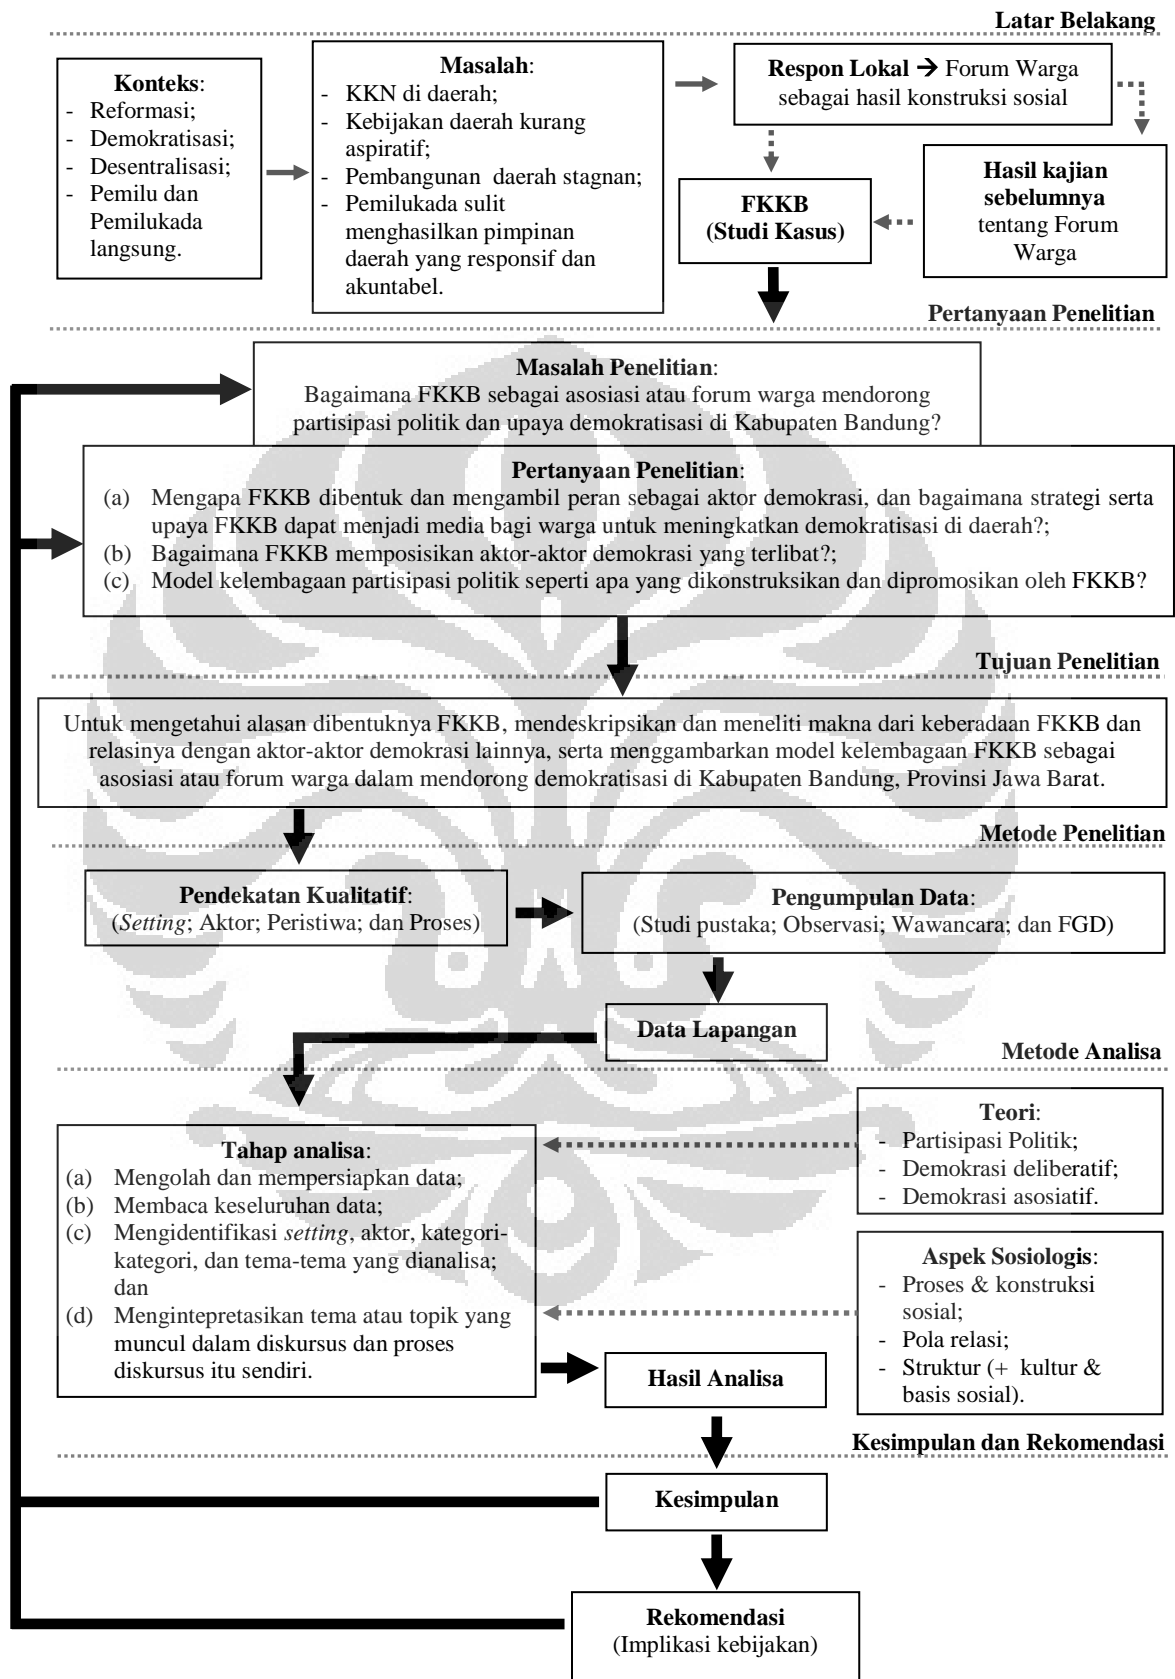 Latar Belakang
Konteks:
- Reformasi;
- Demokratisasi;
- Desentralisasi;
- Pemilu dan
Pemilukada
langsung.
Masalah:
- KKN di daerah;
- Kebijakan daerah kurang
aspiratif;
- Pembangunan daerah stagnan;
- Pemilukada sulit
menghasilkan pimpinan
daerah yang responsif dan
akuntabel.
Respon Lokal → Forum Warga
sebagai hasil konstruksi sosial
FKKB
(Studi Kasus)
Hasil kajian
sebelumnya
tentang Forum
Warga
Pertanyaan Penelitian
Masalah Penelitian:
Bagaimana FKKB sebagai asosiasi atau forum warga mendorong
partisipasi politik dan upaya demokratisasi di Kabupaten Bandung?
Pertanyaan Penelitian:
(a) Mengapa FKKB dibentuk dan mengambil peran sebagai aktor demokrasi, dan bagaimana strategi serta
upaya FKKB dapat menjadi media bagi warga untuk meningkatkan demokratisasi di daerah?;
(b) Bagaimana FKKB memposisikan aktor-aktor demokrasi yang terlibat?;
(c) Model kelembagaan partisipasi politik seperti apa yang dikonstruksikan dan dipromosikan oleh FKKB?
Tujuan Penelitian
Untuk mengetahui alasan dibentuknya FKKB, mendeskripsikan dan meneliti makna dari keberadaan FKKB dan
relasinya dengan aktor-aktor demokrasi lainnya, serta menggambarkan model kelembagaan FKKB sebagai
asosiasi atau forum warga dalam mendorong demokratisasi di Kabupaten Bandung, Provinsi Jawa Barat.
Metode Penelitian
Pendekatan Kualitatif:
(Setting; Aktor; Peristiwa; dan Proses)
Pengumpulan Data:
(Studi pustaka; Observasi; Wawancara; dan FGD)
Data Lapangan
Metode Analisa
Tahap analisa:
(a) Mengolah dan mempersiapkan data;
(b) Membaca keseluruhan data;
(c) Mengidentifikasi setting, aktor, kategori-
kategori, dan tema-tema yang dianalisa;
dan
(d) Mengintepretasikan tema atau topik yang
muncul dalam diskursus dan proses
diskursus itu sendiri.
Teori:
- Partisipasi Politik;
- Demokrasi deliberatif;
- Demokrasi asosiatif.
Aspek Sosiologis:
- Proses & konstruksi
sosial;
- Pola relasi;
- Struktur (+ kultur &
basis sosial).
Hasil Analisa
Kesimpulan dan Rekomendasi
Kesimpulan
Rekomendasi
(Implikasi kebijakan)